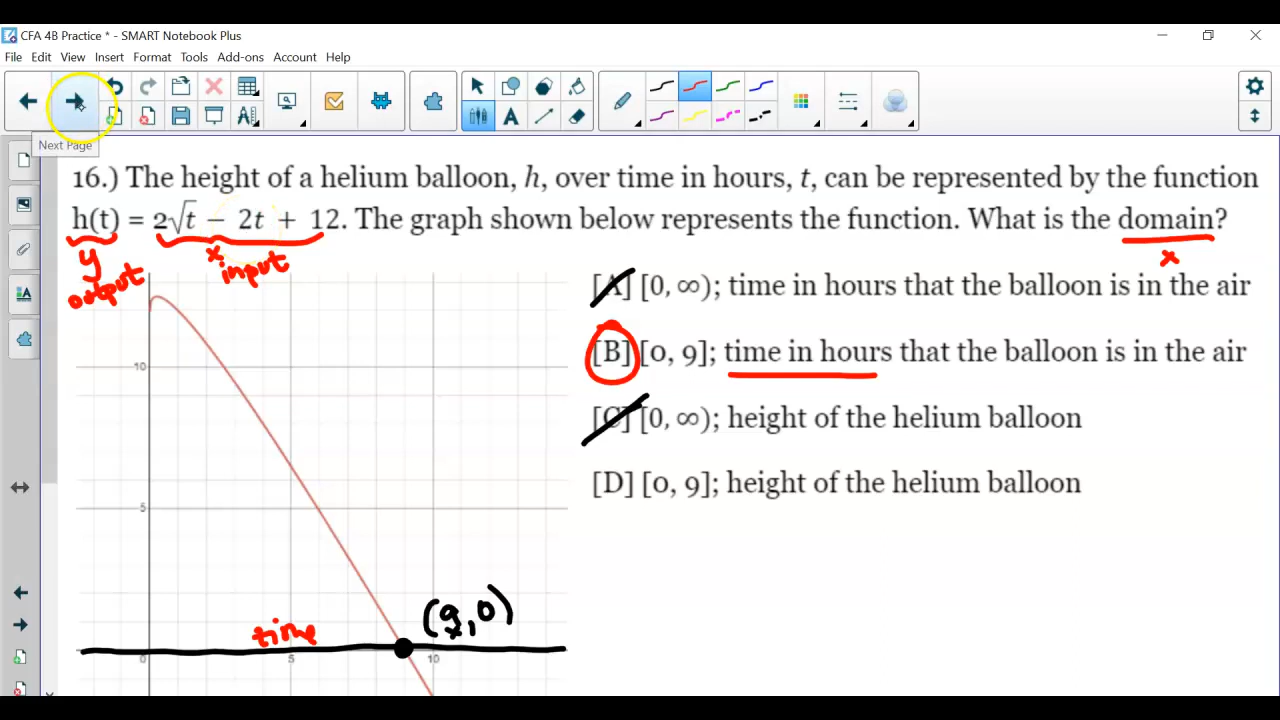 CFA 4B Practice * - SMART Notebook Plus
File Edit View Insert Format Tools Add-ons Account Help
Next Page
16.) The height of a helium balloon, h, over time in hours, t, can be represented by the function
h(t) = 2√t − 2t + 12. The graph shown below represents the function. What is the domain?
y
output
x
input
x
[A] [0, ∞); time in hours that the balloon is in the air
[B] [0, 9]; time in hours that the balloon is in the air
[C] [0, ∞); height of the helium balloon
[D] [0, 9]; height of the helium balloon
10
5
(9, 0)
x
time
0 5 10